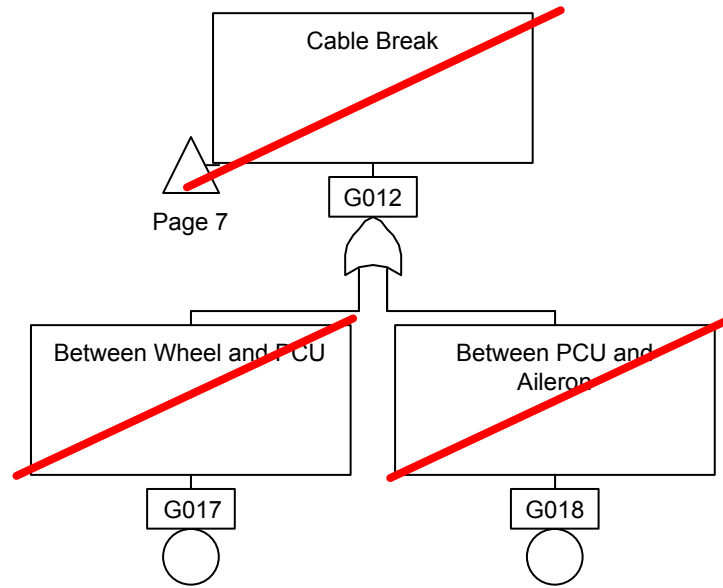 Cable Break
Page 7
G012
Between Wheel and PCU
Between PCU and
Aileron
G017
G018